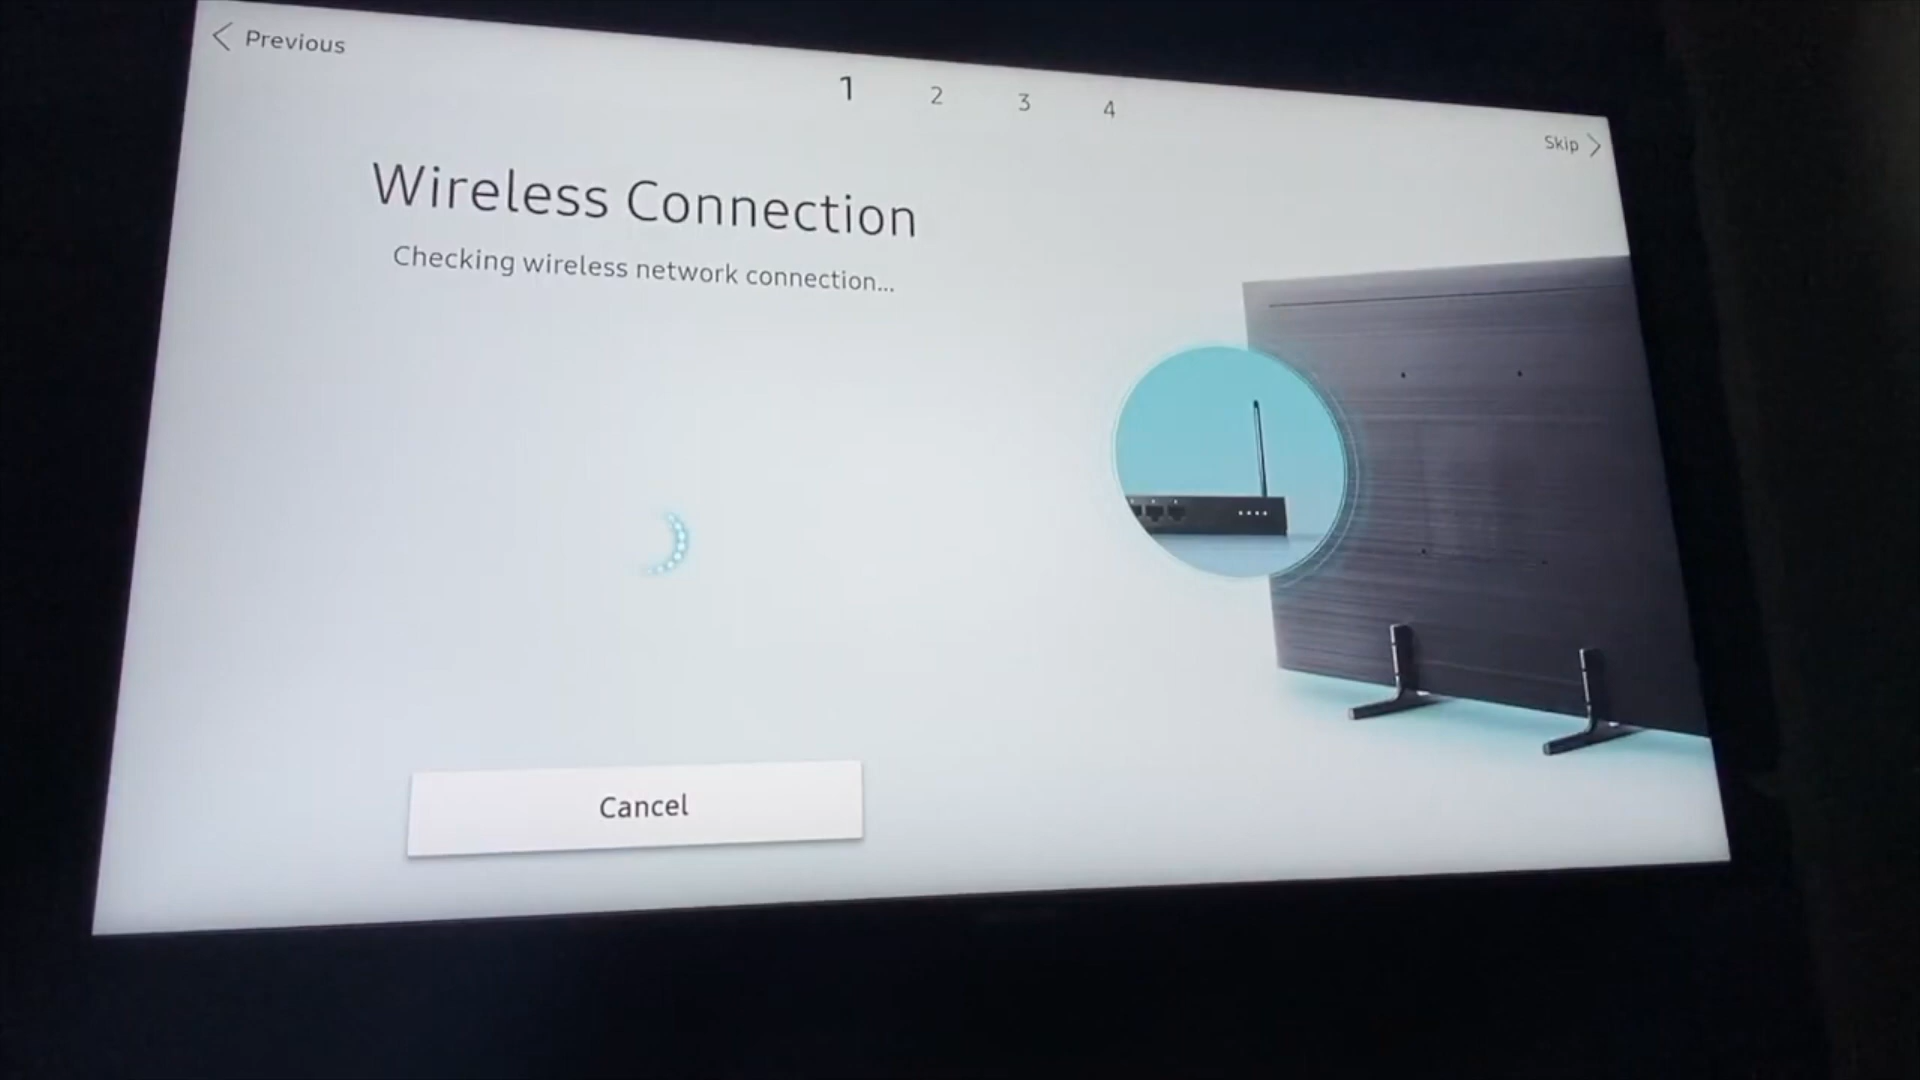 Previous
1 2 3 4
Skip
Wireless Connection
Checking wireless network connection...
Cancel